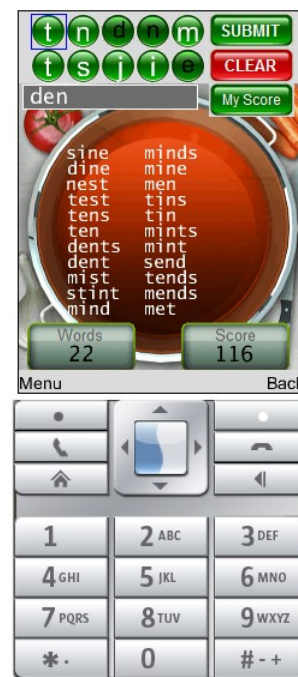 t n d n m SUBMIT
t s j i e CLEAR
den My Score
sine minds
dine mine
nest men
test tins
tens tin
ten mints
dents mint
dent send
mist tends
stint mends
mind met
Words Score
22 116
Menu Back
1 2 ABC 3 DEF
4 GHI 5 JKL 6 MNO
7 PQRS 8 TUV 9 WXYZ
* . 0 # - +